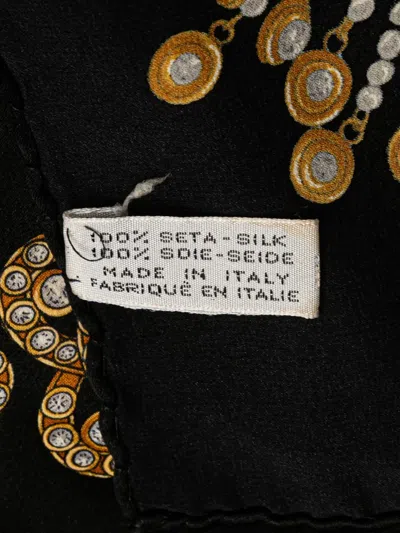 100% SETA-SILK
100% SOIE-SEIDE
MADE IN ITALY
FABRIQUÉ EN ITALIE